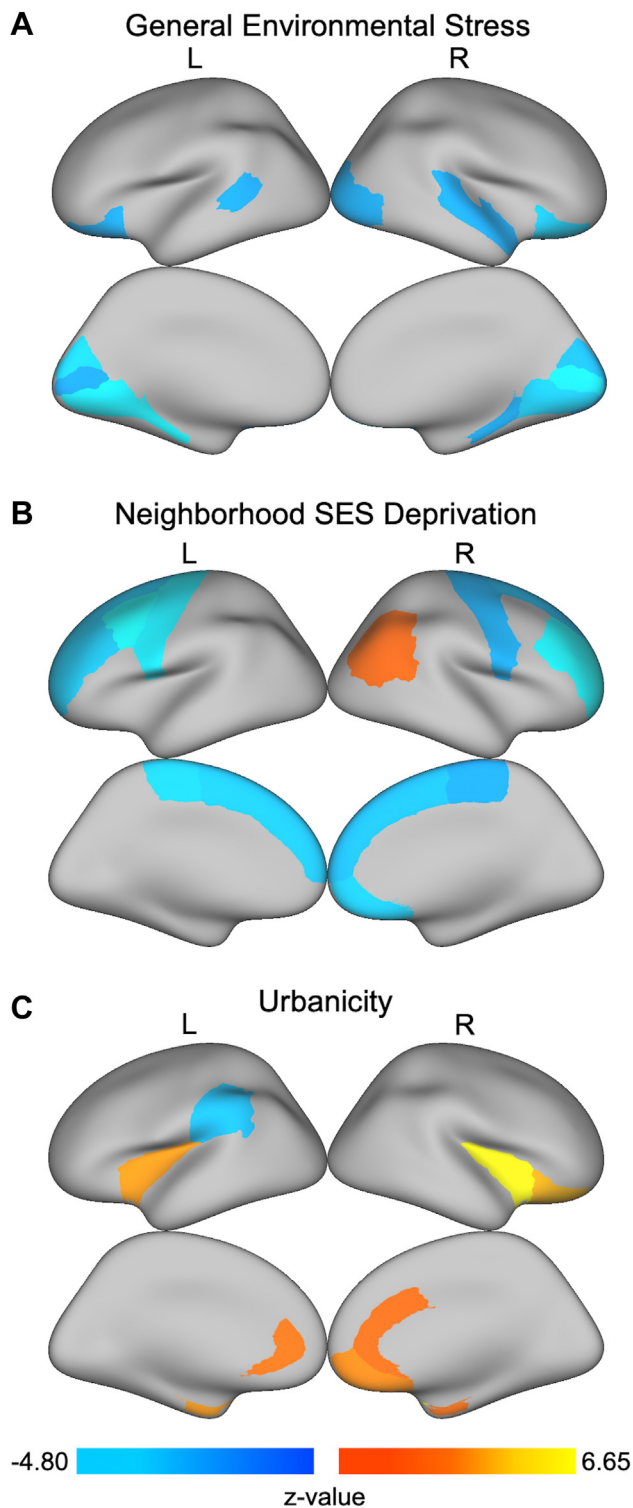 A
General Environmental Stress
L R
B
Neighborhood SES Deprivation
L R
C
Urbanicity
L R
-4.80 6.65
z-value